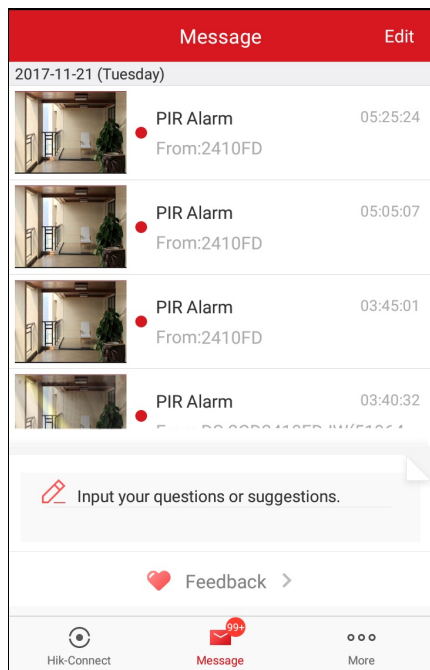 Message
Edit
2017-11-21 (Tuesday)
PIR Alarm
05:25:24
From:2410FD
PIR Alarm
05:05:07
From:2410FD
PIR Alarm
03:45:01
From:2410FD
PIR Alarm
03:40:32
Input your questions or suggestions.
Feedback
99+
Hik-Connect
Message
More